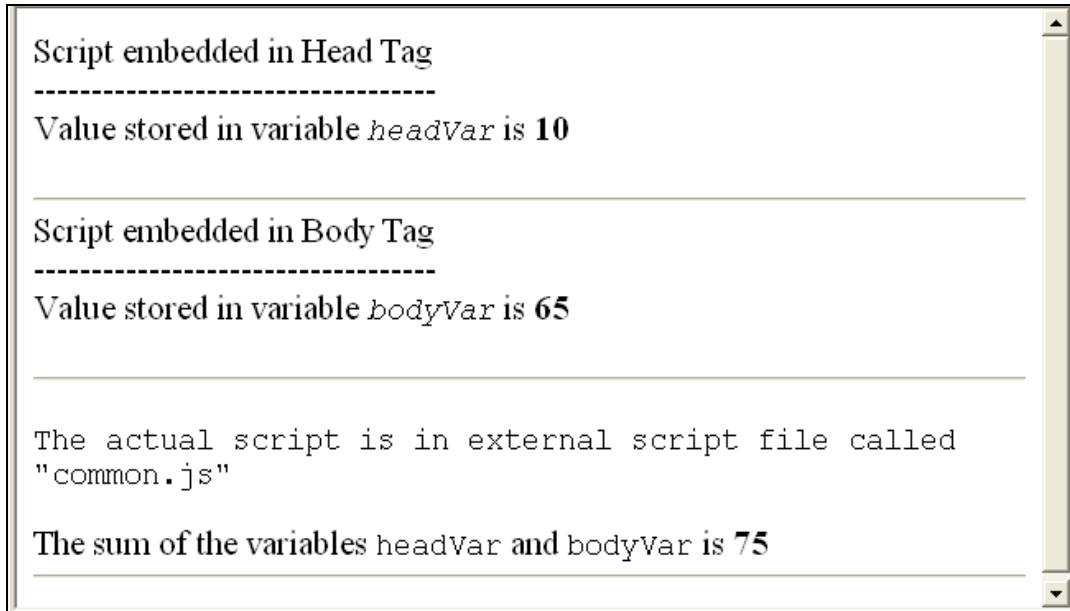 Script embedded in Head Tag
-----------------------------------
Value stored in variable headVar is 10
Script embedded in Body Tag
-----------------------------------
Value stored in variable bodyVar is 65
The actual script is in external script file called
"common.js"
The sum of the variables headVar and bodyVar is 75